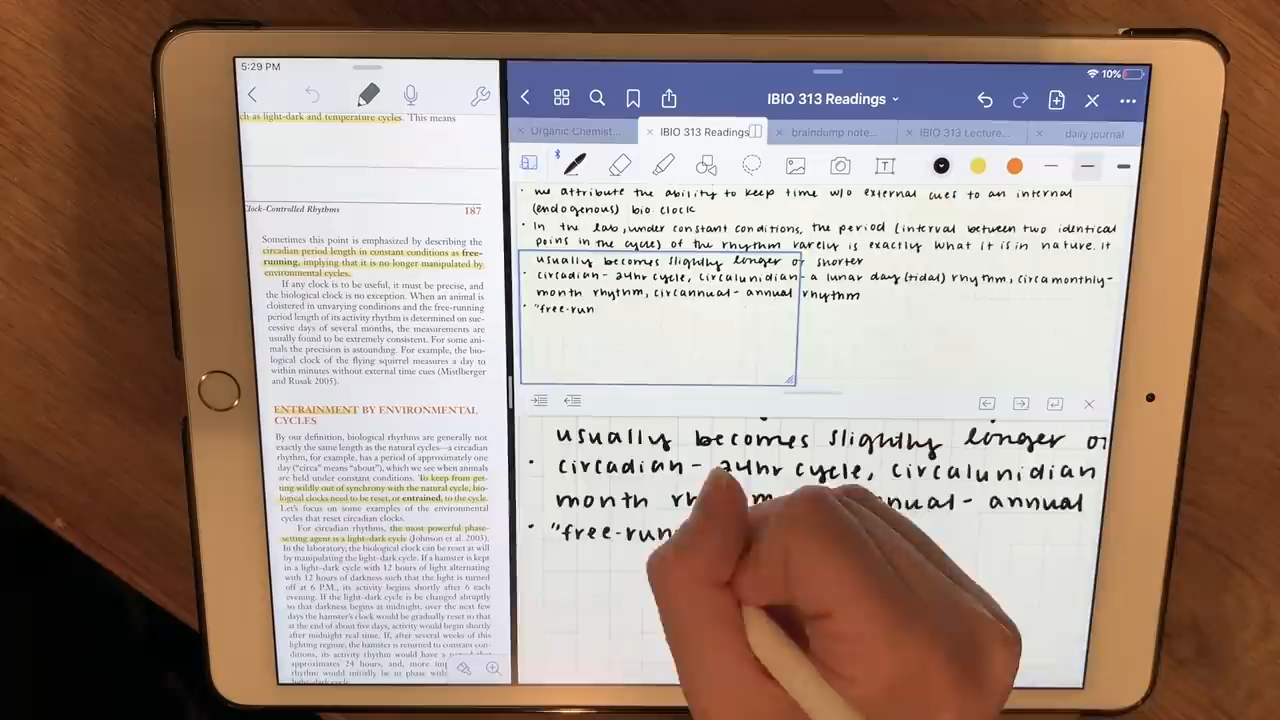 5:29 PM
ch as light-dark and temperature cycles. This means
Clock-Controlled Rhythms
187
Sometimes this point is emphasized by describing the
circadian period length in constant conditions as free-
running, implying that it is no longer manipulated by
environmental cycles.
If any clock is to be useful, it must be precise, and
the biological clock is no exception. When an animal is
cloistered in unvarying conditions and the free-running
period length of its activity rhythm is determined on suc-
cessive days of several months, the measurements are
usually found to be extremely consistent. For some ani-
mals the precision is astounding. For example, the bio-
logical clock of the flying squirrel measures a day to
within minutes without external time cues (Mistlberger
and Rusak 2005).
ENTRAINMENT BY ENVIRONMENTAL
CYCLES
By our definition, biological rhythms are generally not
exactly the same length as the natural cycles—a circadian
rhythm, for example, has a period of approximately one
day ("circa" means "about"), which we see when animals
are held under constant conditions. To keep from get-
ting wildly out of synchrony with the natural cycle, bio-
logical clocks need to be reset, or entrained, to the cycle.
Let's focus on some examples of the environmental
cycles that reset circadian clocks.
For circadian rhythms, the most powerful phase-
setting agent is a light-dark cycle (Johnson et al. 2003).
In the laboratory, the biological clock can be reset at will
by manipulating the light-dark cycle. If a hamster is kept
in a light-dark cycle with 12 hours of light alternating
with 12 hours of darkness such that the light is turned
off at 6 P.M., its activity begins shortly after 6 each
evening. If the light-dark cycle is changed abruptly
so that darkness begins at midnight, over the next few
days the hamster's clock would be gradually reset so that
at the end of about five days, activity would begin shortly
after midnight real time. If, after several weeks of this
lighting regime, the hamster is returned to constant con-
ditions, its activity rhythm would have a period that
approximates 24 hours, and, more
rhythm would initially be in phase with
light-dark cycle
10%
IBIO 313 Readings
Organic Chemist...
× IBIO 313 Readings
× braindump note...
× IBIO 313 Lecture...
× daily journal
T
• we attribute the ability to keep time w/o external cues to an internal
(endogenous) bio clock
• In the lab, under constant conditions, the period (interval between two identical
poins in the cycle) of the rhythm rarely is exactly what it is in nature. it
usually becomes slightly longer or shorter
• circadian - 24hr cycle, circalunidian - a lunar day (tidal) rhythm, circamonthly-
month rhythm, circannual - annual rhythm
• "free-run
usually becomes slightly longer or
• circadian - 24hr cycle, circalunidian
month annual - annual
• "free-run